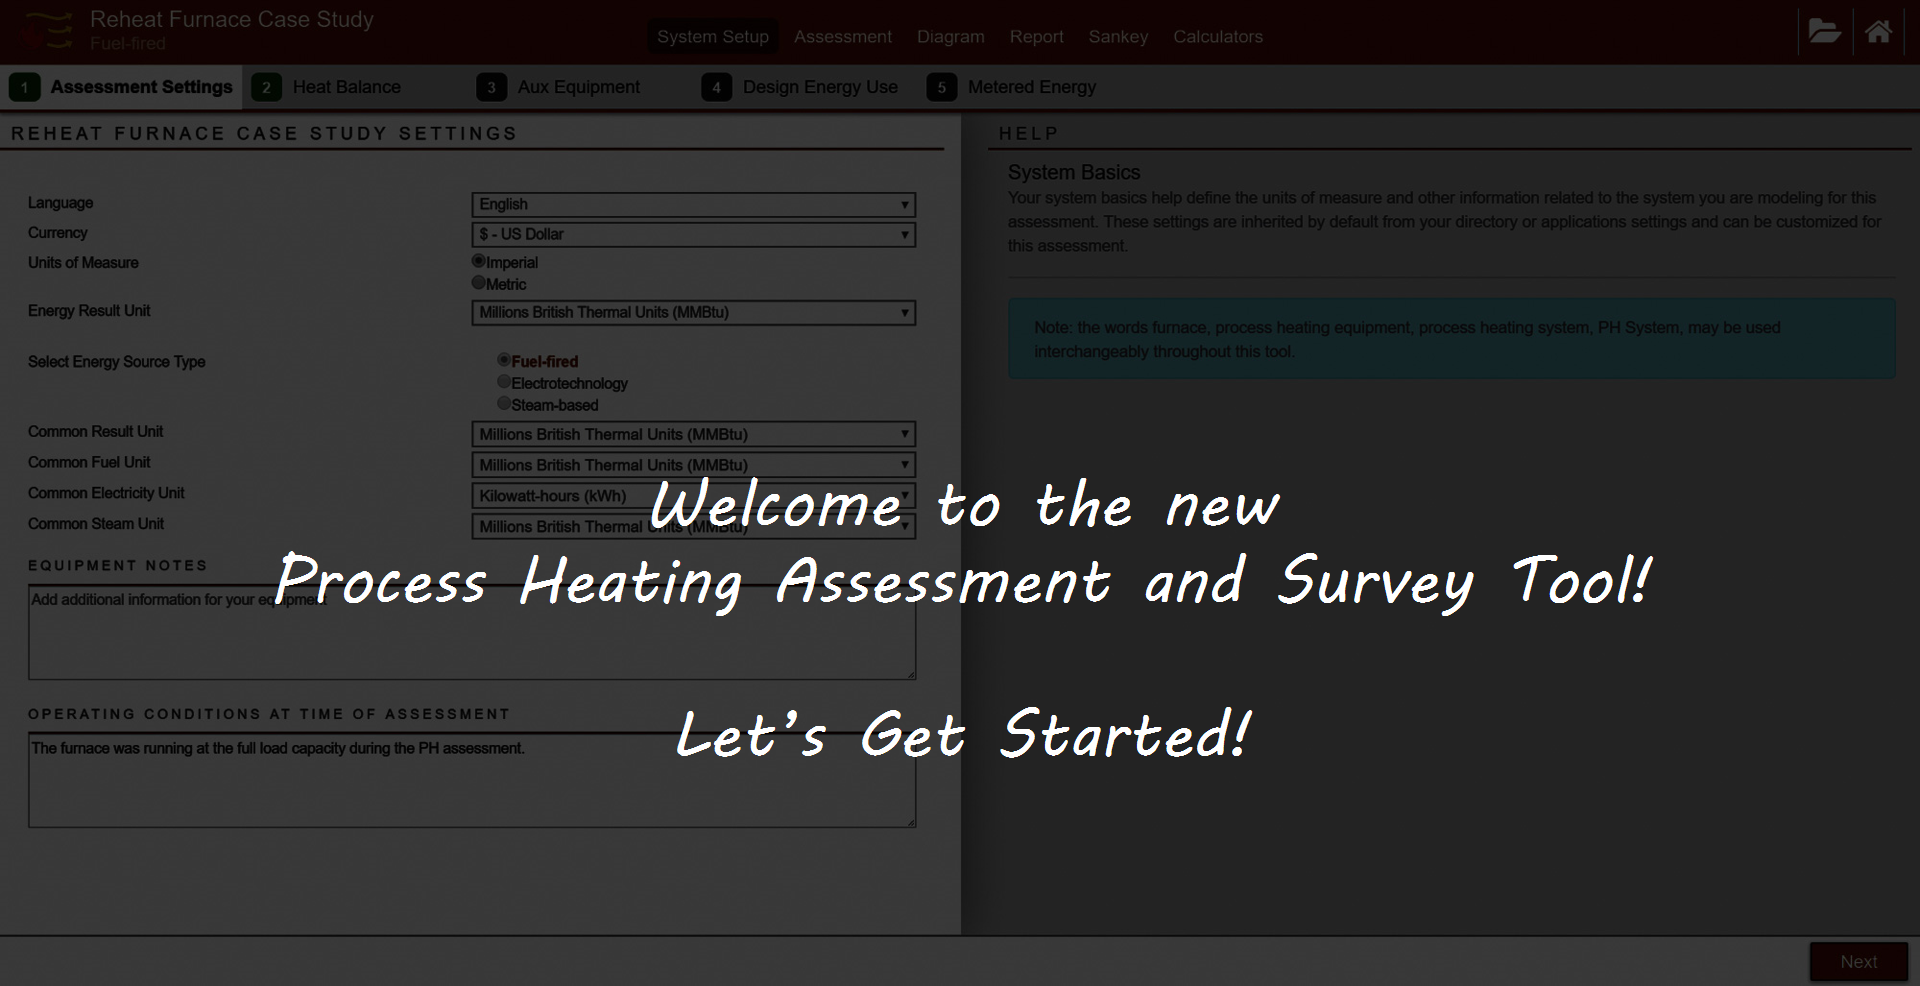 Reheat Furnace Case Study
Fuel-fired
System Setup
Assessment
Diagram
Report
Sankey
Calculators
1 Assessment Settings
2 Heat Balance
3 Aux Equipment
4 Design Energy Use
5 Metered Energy
REHEAT FURNACE CASE STUDY SETTINGS
Language
English
Currency
$ - US Dollar
Units of Measure
Imperial
Metric
Energy Result Unit
Millions British Thermal Units (MMBtu)
Select Energy Source Type
Fuel-fired
Electrotechnology
Steam-based
Common Result Unit
Millions British Thermal Units (MMBtu)
Common Fuel Unit
Millions British Thermal Units (MMBtu)
Common Electricity Unit
Kilowatt-hours (kWh)
Common Steam Unit
Millions British Thermal Units (MMBtu)
EQUIPMENT NOTES
Add additional information for your equipment
OPERATING CONDITIONS AT TIME OF ASSESSMENT
The furnace was running at the full load capacity during the PH assessment.
HELP
System Basics
Your system basics help define the units of measure and other information related to the system you are modeling for this
assessment. These settings are inherited by default from your directory or applications settings and can be customized for
this assessment.
Note: the words furnace, process heating equipment, process heating system, PH System, may be used
interchangeably throughout this tool.
Welcome to the new
Process Heating Assessment and Survey Tool!
Let's Get Started!
Next